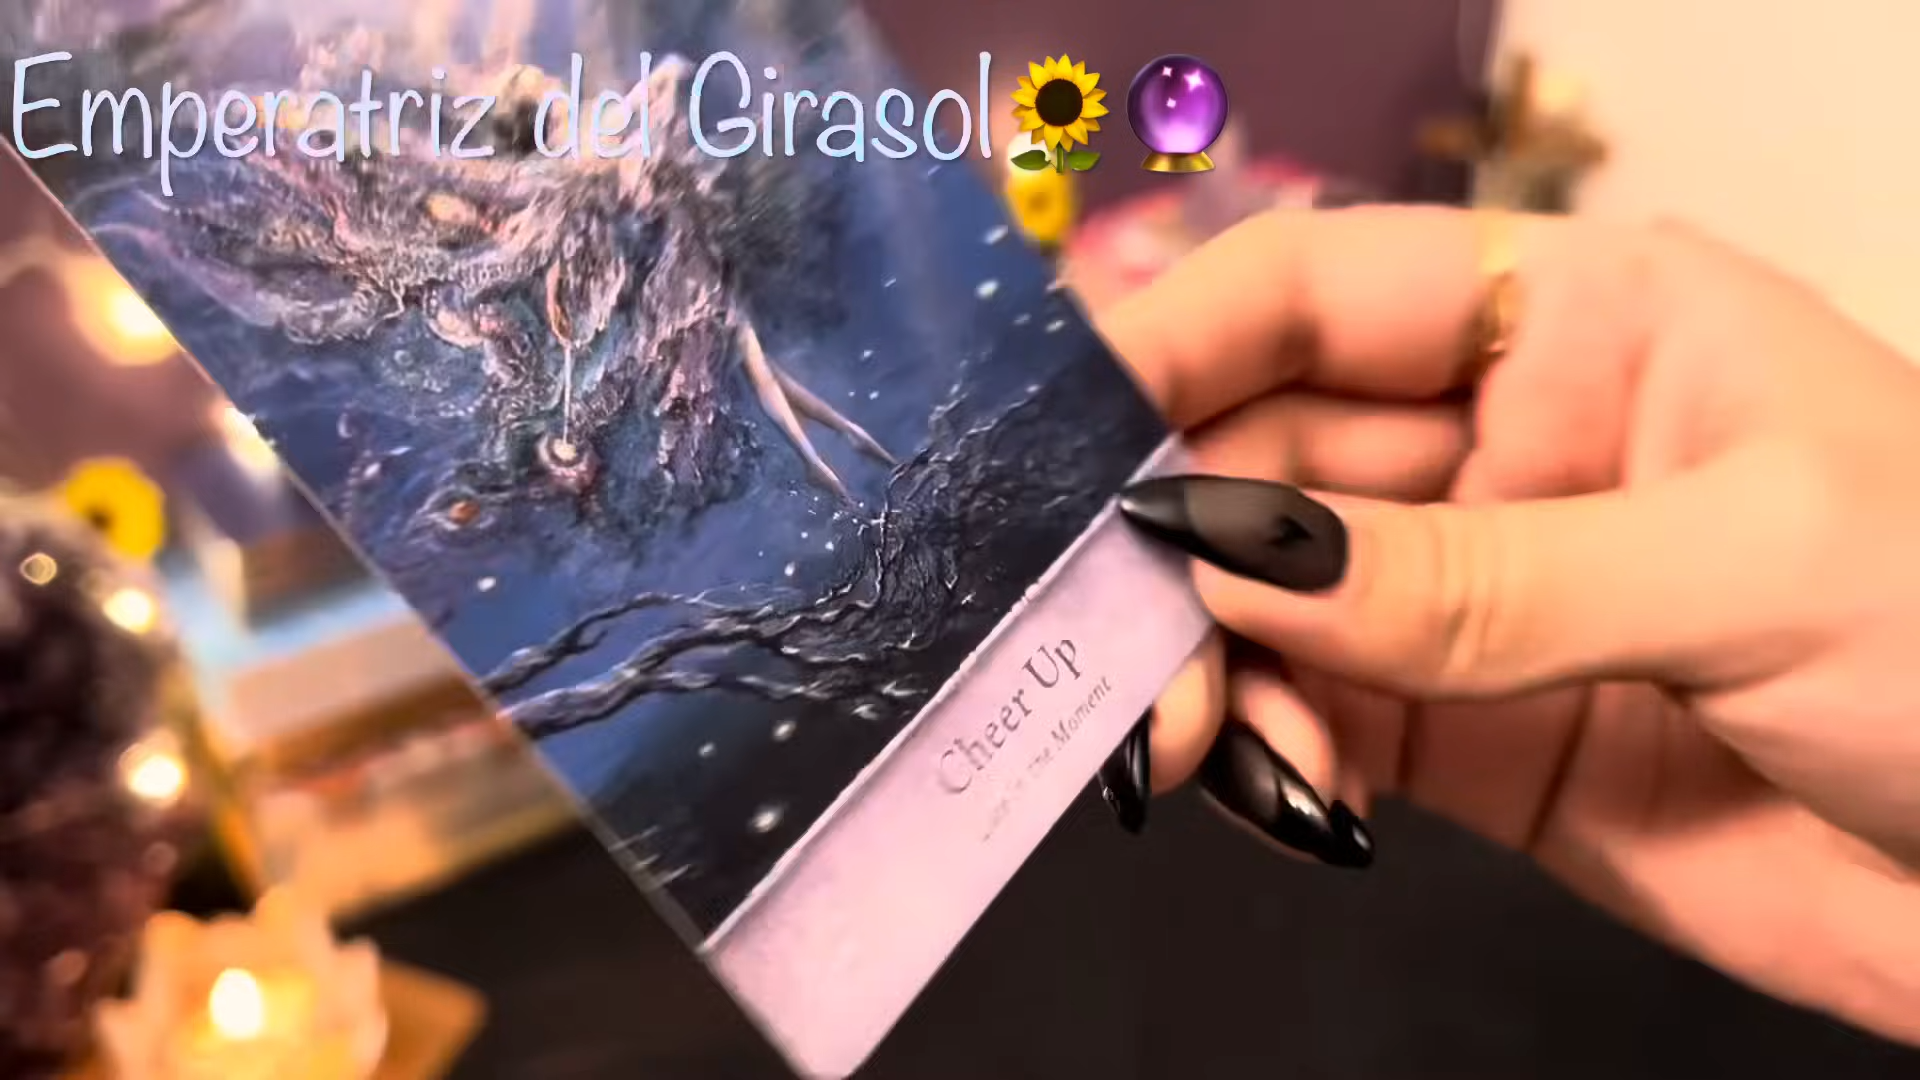 Emperatriz del Girasol🌻🔮
Cheer Up
the Moment